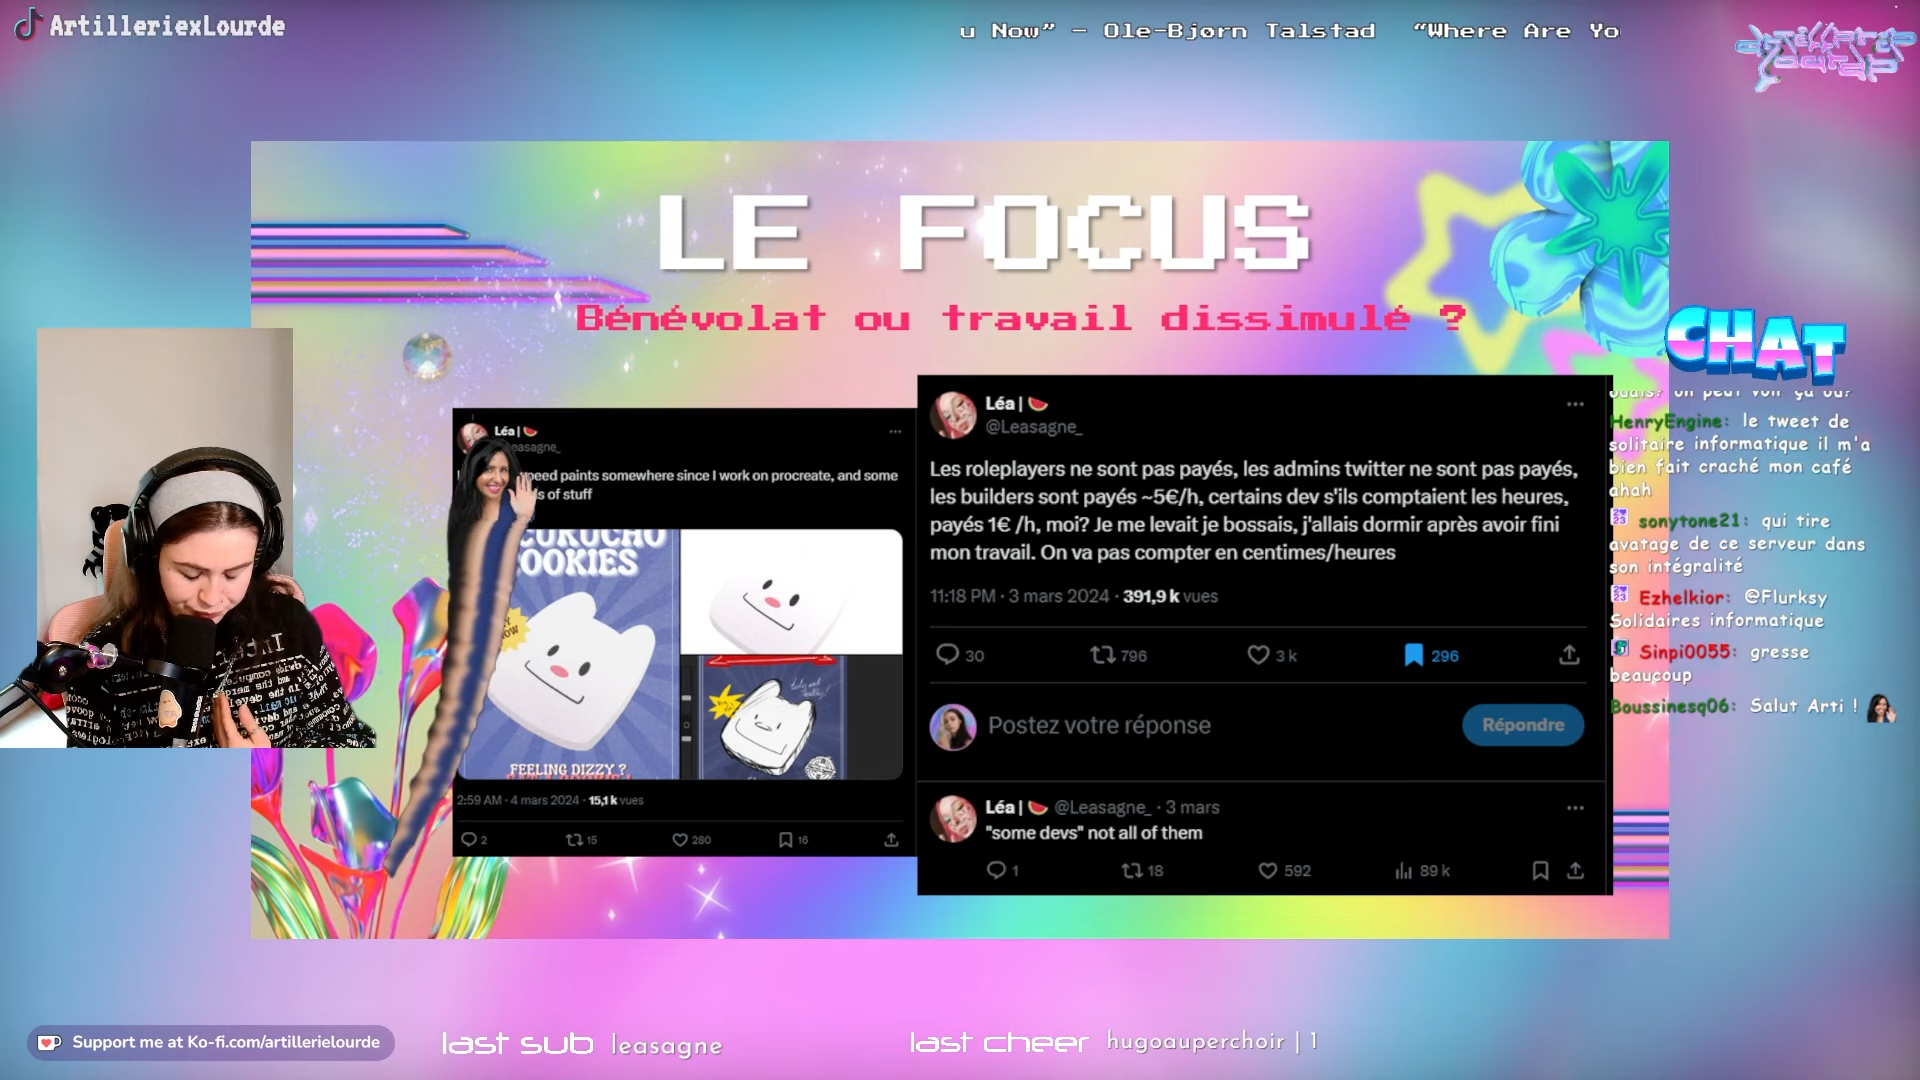 ArtilleriexLourde
u Now” – Ole-Bjørn Talstad “Where Are Yo
LE FOCUS
Bénévolat ou travail dissimulé ?
Léa |
peed paints somewhere since I work on procreate, and some
of stuff
COOKIES
FEELING DIZZY ?
2:59 AM · 4 mars 2024 · 15,1 k vues
2
15
280
16
Léa |
@Leasagne_
Les roleplayers ne sont pas payés, les admins twitter ne sont pas payés,
les builders sont payés ~5€/h, certains dev s'ils comptaient les heures,
payés 1€ /h, moi? Je me levait je bossais, j'allais dormir après avoir fini
mon travail. On va pas compter en centimes/heures
11:18 PM · 3 mars 2024 · 391,9 k vues
30
796
3 k
296
Postez votre réponse
Répondre
Léa | @Leasagne_ · 3 mars
"some devs" not all of them
1
18
592
89 k
CHAT
HenryEngine: le tweet de
solitaire informatique il m'a
bien fait craché mon café
ahah
sonytone21: qui tire
avatage de ce serveur dans
son intégralité
Ezhelkior: @Flurksy
Solidaires informatique
Sinpi0055: gresse
beaucoup
Boussinesq06: Salut Arti !
Support me at Ko-fi.com/artillerielourde
last sub leasagne
last cheer hugoauperchoir | 1